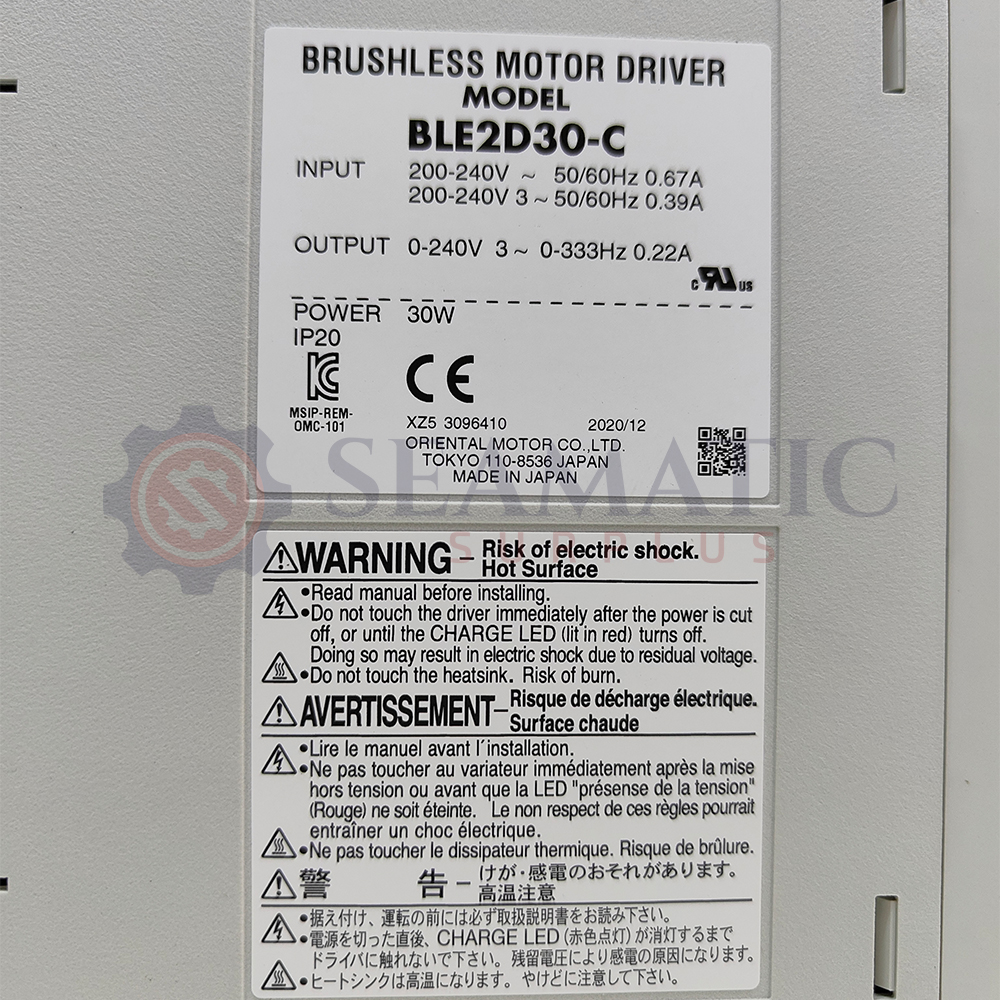 BRUSHLESS MOTOR DRIVER
MODEL
BLE2D30-C
INPUT 200-240V ~ 50/60Hz 0.67A
200-240V 3~ 50/60Hz 0.39A
OUTPUT 0-240V 3~ 0-333Hz 0.22A
c RU us
POWER 30W
IP20
CE
MSIP-REM-
OMC-101
XZ5 3096410 2020/12
ORIENTAL MOTOR CO.,LTD.
TOKYO 110-8536 JAPAN
MADE IN JAPAN
SEAMATIC
SURPLUS
WARNING – Risk of electric shock.
Hot Surface
•Read manual before installing.
•Do not touch the driver immediately after the power is cut
off, or until the CHARGE LED (lit in red) turns off.
Doing so may result in electric shock due to residual voltage.
•Do not touch the heatsink. Risk of burn.
AVERTISSEMENT – Risque de décharge électrique.
Surface chaude
•Lire le manuel avant l´installation.
•Ne pas toucher au variateur immédiatement après la mise
hors tension ou avant que la LED "présense de la tension"
(Rouge) ne soit éteinte. Le non respect de ces règles pourrait
entraîner un choc électrique.
•Ne pas toucher le dissipateur thermique. Risque de brûlure.
警 告 – けが・感電のおそれがあります。
高温注意
•据え付け、運転の前には必ず取扱説明書をお読み下さい。
•電源を切った直後、CHARGE LED (赤色点灯) が消灯するまで
ドライバに触れないで下さい。残留電圧により感電の原因になります。
•ヒートシンクは高温になります。やけどに注意して下さい。